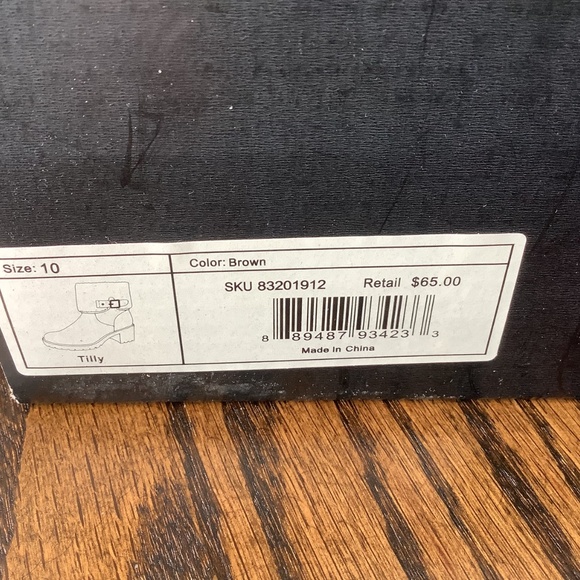 Size: 10
Color: Brown
SKU 83201912 Retail $65.00
8 89487 93423 3
Made In China
Tilly